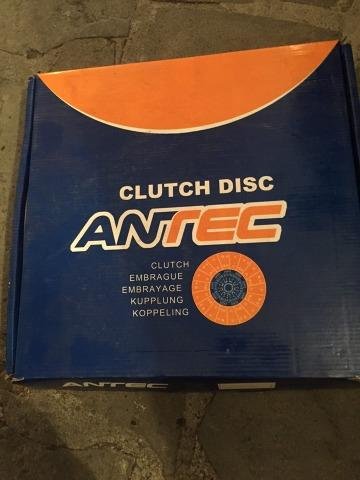 CLUTCH DISC
ANTEC
CLUTCH
EMBRAGUE
EMBRAYAGE
KUPPLUNG
KOPPELING
ANTEC